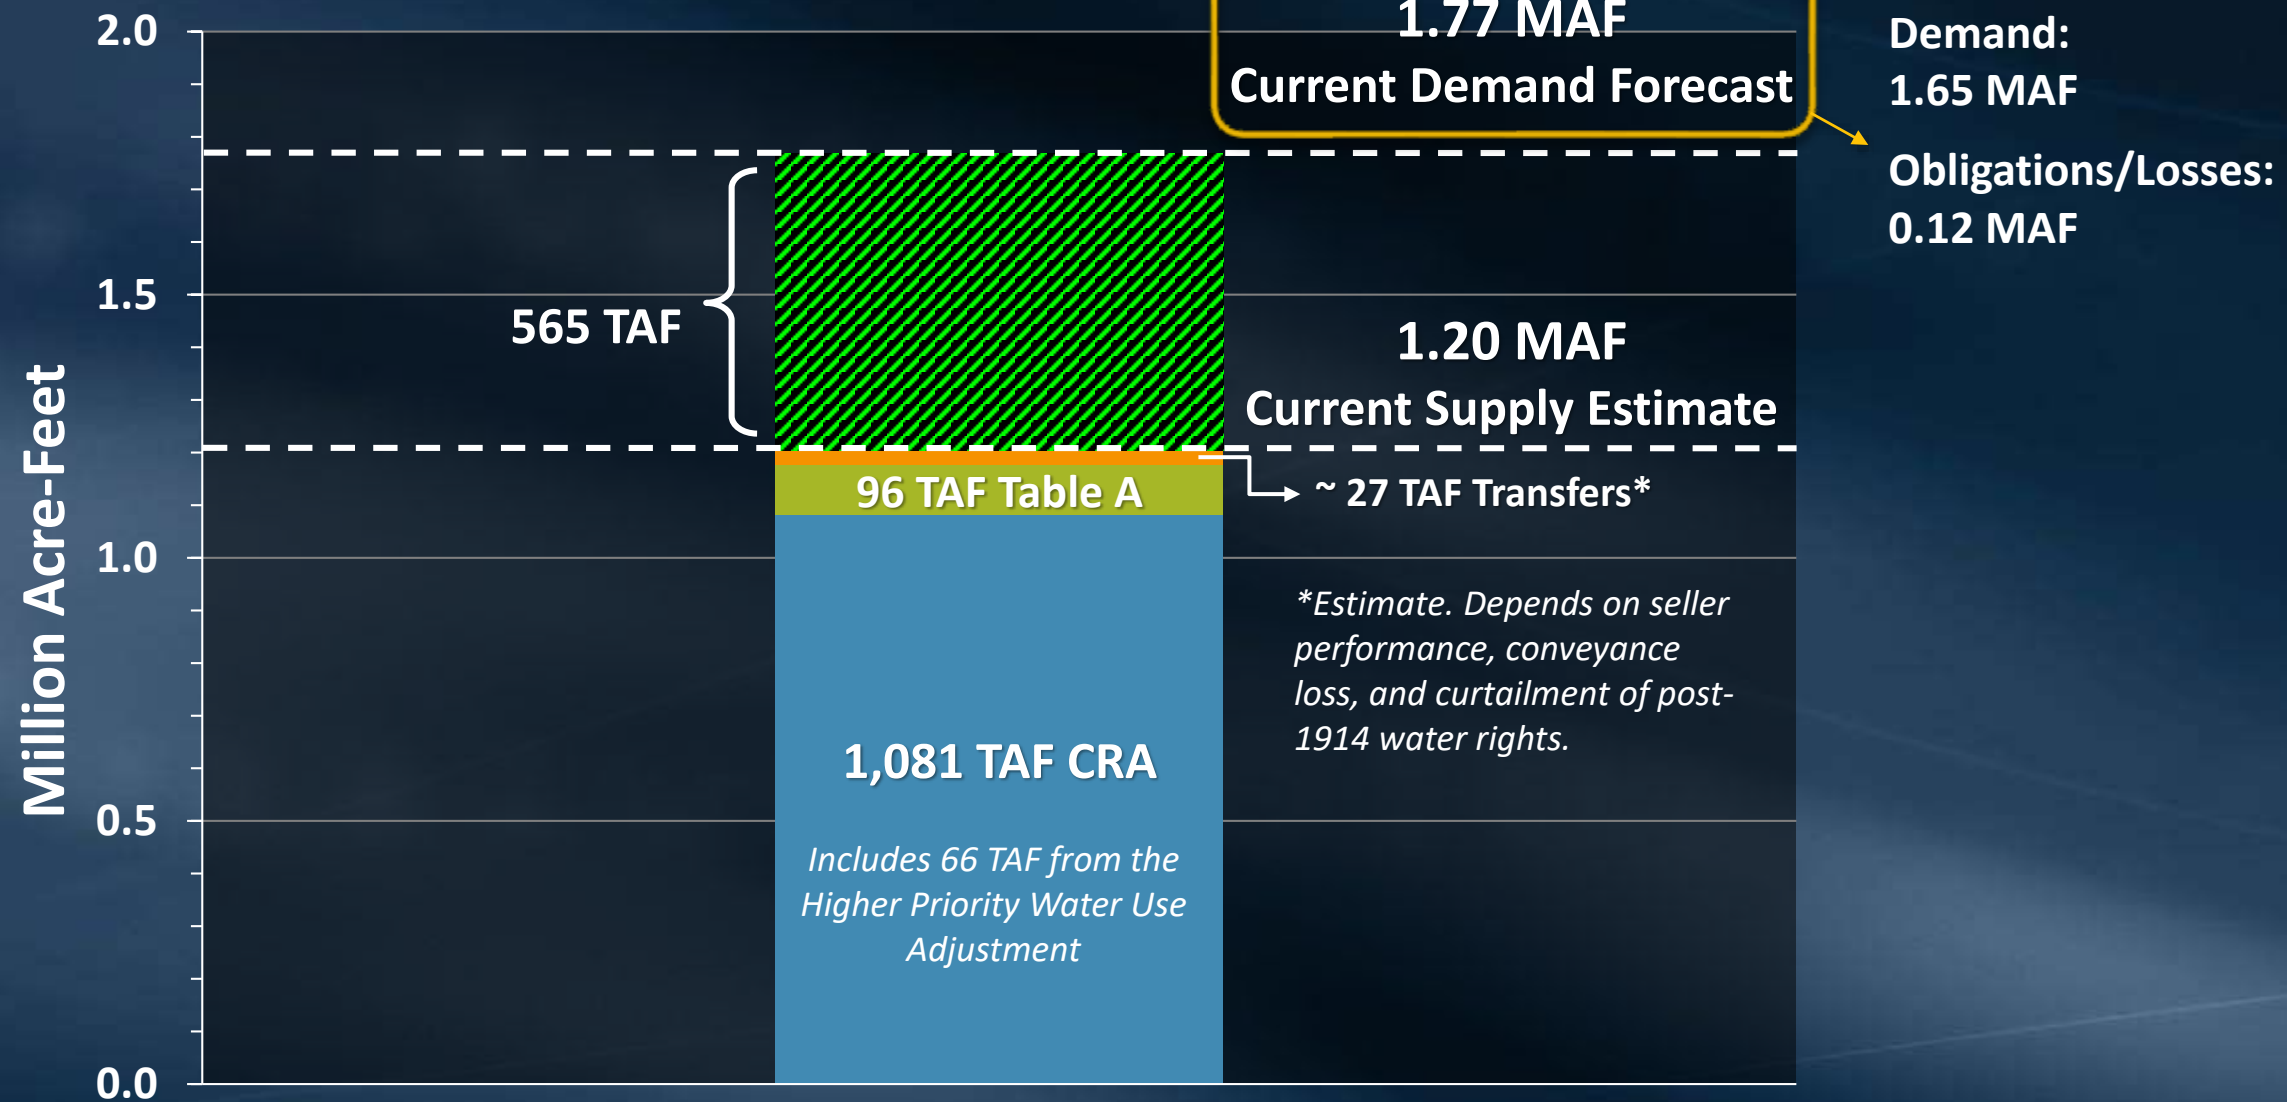 Million Acre-Feet
2.0
1.5
1.0
0.5
0.0
1.77 MAF
Current Demand Forecast
Demand:
1.65 MAF
Obligations/Losses:
0.12 MAF
565 TAF
1.20 MAF
Current Supply Estimate
96 TAF Table A
~ 27 TAF Transfers*
*Estimate. Depends on seller
performance, conveyance
loss, and curtailment of post-
1914 water rights.
1,081 TAF CRA
Includes 66 TAF from the
Higher Priority Water Use
Adjustment